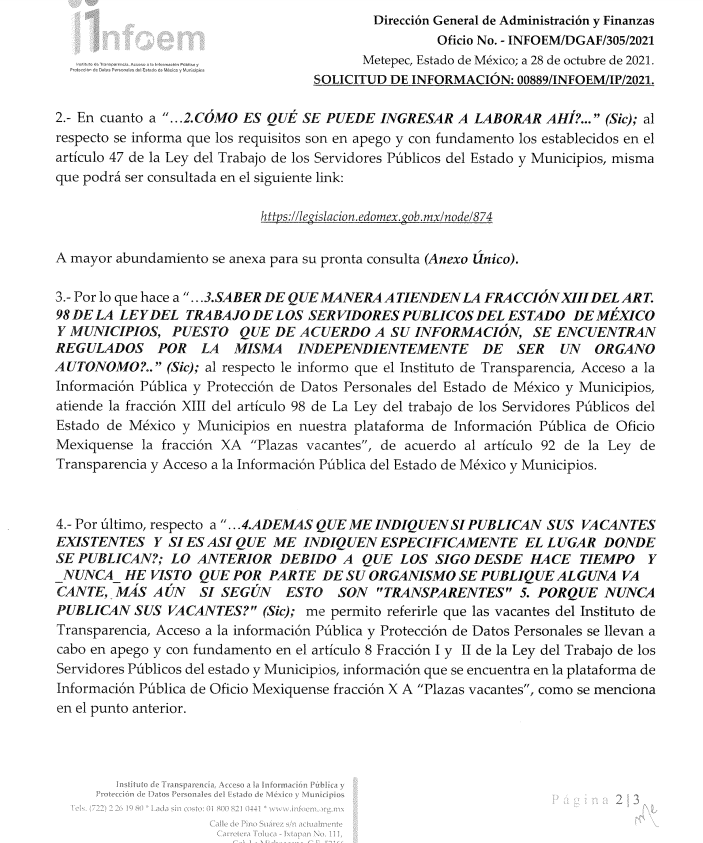 infoem
Instituto de Transparencia, Acceso a la Información Pública y
Protección de Datos Personales del Estado de México y Municipios
Dirección General de Administración y Finanzas
Oficio No. - INFOEM/DGAF/305/2021
Metepec, Estado de México; a 28 de octubre de 2021.
SOLICITUD DE INFORMACIÓN: 00889/INFOEM/IP/2021.
2.- En cuanto a “…2.CÓMO ES QUÉ SE PUEDE INGRESAR A LABORAR AHÍ?...” (Sic); al
respecto se informa que los requisitos son en apego y con fundamento los establecidos en el
artículo 47 de la Ley del Trabajo de los Servidores Públicos del Estado y Municipios, misma
que podrá ser consultada en el siguiente link:
https://legislacion.edomex.gob.mx/node/874
A mayor abundamiento se anexa para su pronta consulta (Anexo Único).
3.- Por lo que hace a “…3.SABER DE QUE MANERA ATIENDEN LA FRACCIÓN XIII DEL ART.
98 DE LA LEY DEL TRABAJO DE LOS SERVIDORES PUBLICOS DEL ESTADO DE MÉXICO
Y MUNICIPIOS, PUESTO QUE DE ACUERDO A SU INFORMACIÓN, SE ENCUENTRAN
REGULADOS POR LA MISMA INDEPENDIENTEMENTE DE SER UN ORGANO
AUTONOMO?..” (Sic); al respecto le informo que el Instituto de Transparencia, Acceso a la
Información Pública y Protección de Datos Personales del Estado de México y Municipios,
atiende la fracción XIII del artículo 98 de La Ley del trabajo de los Servidores Públicos del
Estado de México y Municipios en nuestra plataforma de Información Pública de Oficio
Mexiquense la fracción XA “Plazas vacantes”, de acuerdo al artículo 92 de la Ley de
Transparencia y Acceso a la Información Pública del Estado de México y Municipios.
4.- Por último, respecto a “…4.ADEMAS QUE ME INDIQUEN SI PUBLICAN SUS VACANTES
EXISTENTES Y SI ES ASI QUE ME INDIQUEN ESPECIFICAMENTE EL LUGAR DONDE
SE PUBLICAN?; LO ANTERIOR DEBIDO A QUE LOS SIGO DESDE HACE TIEMPO Y
_NUNCA_ HE VISTO QUE POR PARTE DE SU ORGANISMO SE PUBLIQUE ALGUNA VA
CANTE, MÁS AÚN SI SEGÚN ESTO SON "TRANSPARENTES" 5. PORQUE NUNCA
PUBLICAN SUS VACANTES?" (Sic); me permito referirle que las vacantes del Instituto de
Transparencia, Acceso a la información Pública y Protección de Datos Personales se llevan a
cabo en apego y con fundamento en el artículo 8 Fracción I y II de la Ley del Trabajo de los
Servidores Públicos del estado y Municipios, información que se encuentra en la plataforma de
Información Pública de Oficio Mexiquense fracción X A “Plazas vacantes”, como se menciona
en el punto anterior.
Instituto de Transparencia, Acceso a la Información Pública y
Protección de Datos Personales del Estado de México y Municipios
Tels. (722) 2 26 19 80 * Lada sin costo: 01 800 821 0441 * www.infoem.org.mx
Calle de Pino Suárez s/n actualmente
Carretera Toluca - Ixtapan No. 111,
Página 2|3